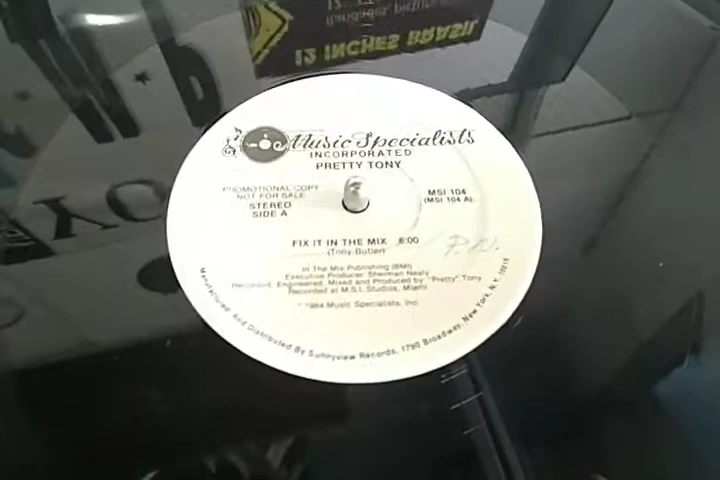 Music Specialists
INCORPORATED
PRETTY TONY
PROMOTIONAL COPY
NOT FOR SALE
STEREO
SIDE A
MSI 104
(MSI 104 A)
FIX IT IN THE MIX 6:00
(Tony Butler)
P.N.
In The Mix Publishing (BMI)
Executive Producer: Sherman Nealy
Recorded, Engineered, Mixed and Produced by "Pretty" Tony
Recorded at M.S.I. Studios, Miami
1984 Music Specialists, Inc.
Manufactured and Distributed By Sunnyview Records, 1790 Broadway, New York, N.Y. 10019
12 INCHES BRASIL